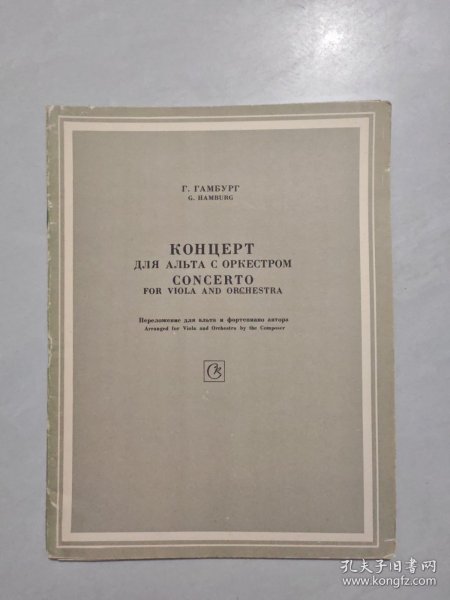 Г. ГАМБУРГ
G. HAMBURG
КОНЦЕРТ
ДЛЯ АЛЬТА С ОРКЕСТРОМ
CONCERTO
FOR VIOLA AND ORCHESTRA
Переложение для альта и фортепиано автора
Arranged for Viola and Orchestra by the Composer
孔夫子旧书网
www.kongfz.com